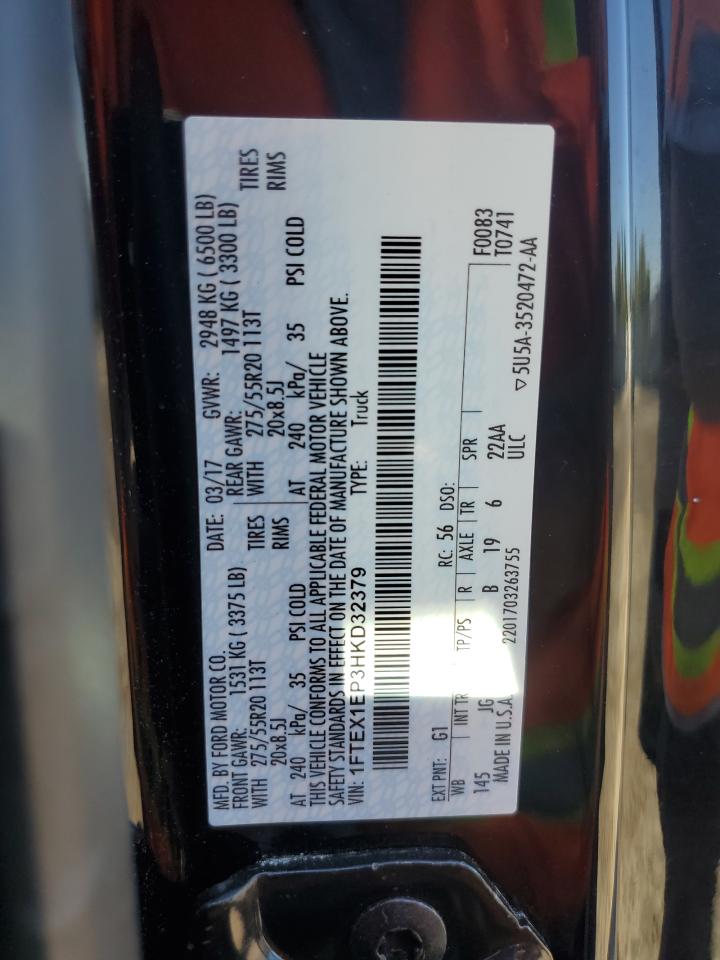 MFD. BY FORD MOTOR CO. DATE: 03/17 GVWR: 2948 KG ( 6500 LB)
FRONT GAWR: 1531 KG ( 3375 LB) REAR GAWR: 1497 KG ( 3300 LB)
WITH 275/55R20 113T TIRES WITH 275/55R20 113T TIRES
20x8.5J RIMS 20x8.5J RIMS
AT 240 kPa/ 35 PSI COLD AT 240 kPa/ 35 PSI COLD
THIS VEHICLE CONFORMS TO ALL APPLICABLE FEDERAL MOTOR VEHICLE
SAFETY STANDARDS IN EFFECT ON THE DATE OF MANUFACTURE SHOWN ABOVE.
VIN: 1FTEX1EP3HKD32379 TYPE: Truck
EXT PNT: G1 RC: 56 DSO: F0083
T0741
WB INT TR TP/PS R AXLE TR SPR
145 JG B 19 6 22AA
MADE IN U.S.A. 2201703263755 ULC
▽5U5A-3520472-AA